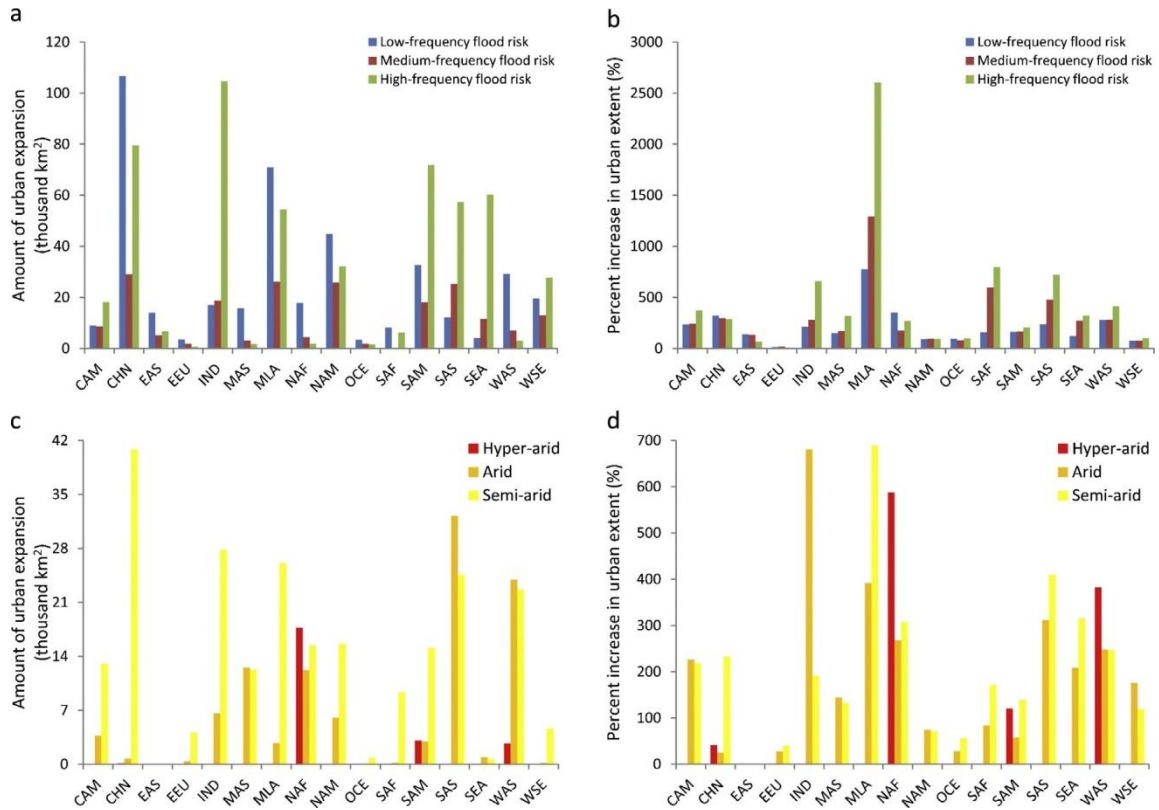 a
Amount of urban expansion
(thousand km²)
120
100
80
60
40
20
0
Low-frequency flood risk
Medium-frequency flood risk
High-frequency flood risk
CAM CHN EAS EEU IND MAS MLA NAF NAM OCE SAF SAM SAS SEA WAS WSE
b
Percent increase in urban extent (%)
3000
2500
2000
1500
1000
500
0
Low-frequency flood risk
Medium-frequency flood risk
High-frequency flood risk
CAM CHN EAS EEU IND MAS MLA NAF NAM OCE SAF SAM SAS SEA WAS WSE
c
Amount of urban expansion
(thousand km²)
42
35
28
21
14
7
0
Hyper-arid
Arid
Semi-arid
CAM CHN EAS EEU IND MAS MLA NAF NAM OCE SAF SAM SAS SEA WAS WSE
d
Percent increase in urban extent (%)
700
600
500
400
300
200
100
0
Hyper-arid
Arid
Semi-arid
CAM CHN EAS EEU IND MAS MLA NAF NAM OCE SAF SAM SAS SEA WAS WSE